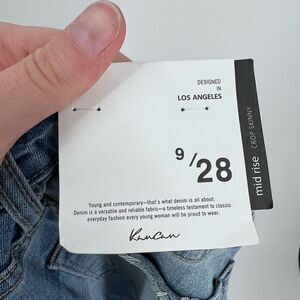 DESIGNED
IN
LOS ANGELES
9/28
Young and contemporary—that's what denim is all about.
Denim is a versatile and reliable fabric—a timeless testament to classic
everyday fashion every young woman will be proud to wear.
KanCan
mid rise CROP SKINNY